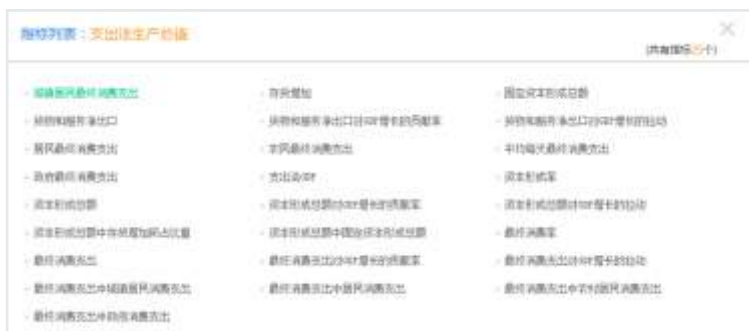 指标列表：支出法生产总值
(共有指标25个)
城镇居民最终消费支出 存货增加 固定资本形成总额
货物和服务净出口 货物和服务净出口对GDP增长的贡献率 货物和服务净出口对GDP增长的拉动
居民最终消费支出 农民最终消费支出 平均每天最终消费支出
政府最终消费支出 支出法GDP 资本形成率
资本形成总额 资本形成总额对GDP增长的贡献率 资本形成总额对GDP增长的拉动
资本形成总额中存货增加所占比重 资本形成总额中固定资本形成总额 最终消费率
最终消费支出 最终消费支出对GDP增长的贡献率 最终消费支出对GDP增长的拉动
最终消费支出中城镇居民消费支出 最终消费支出中居民消费支出 最终消费支出中农村居民消费支出
最终消费支出中政府消费支出